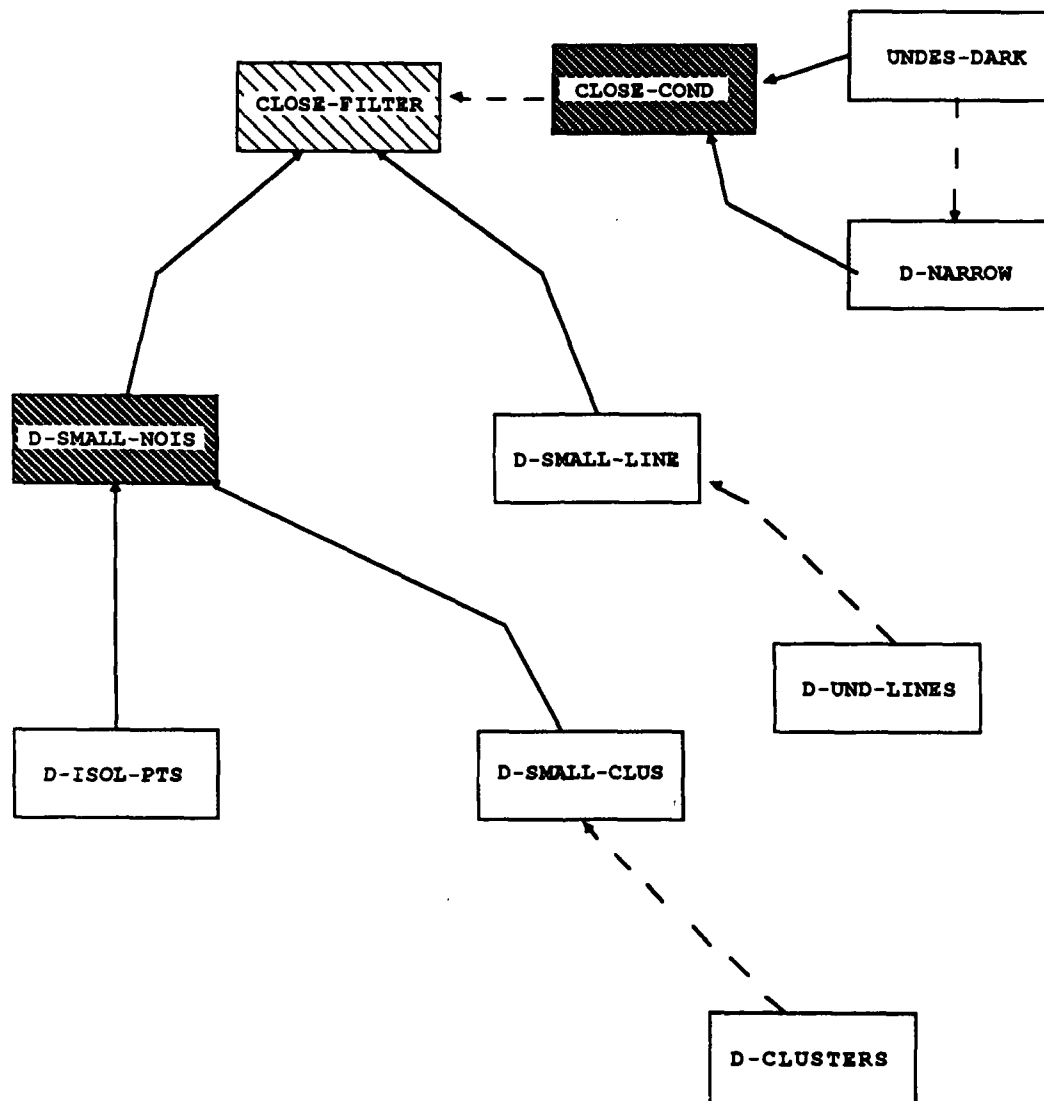 UNDES-DARK
CLOSE-FILTER
CLOSE-COND
D-NARROW
D-SMALL-NOIS
D-SMALL-LINE
D-UND-LINES
D-ISOL-PTS
D-SMALL-CLUS
D-CLUSTERS